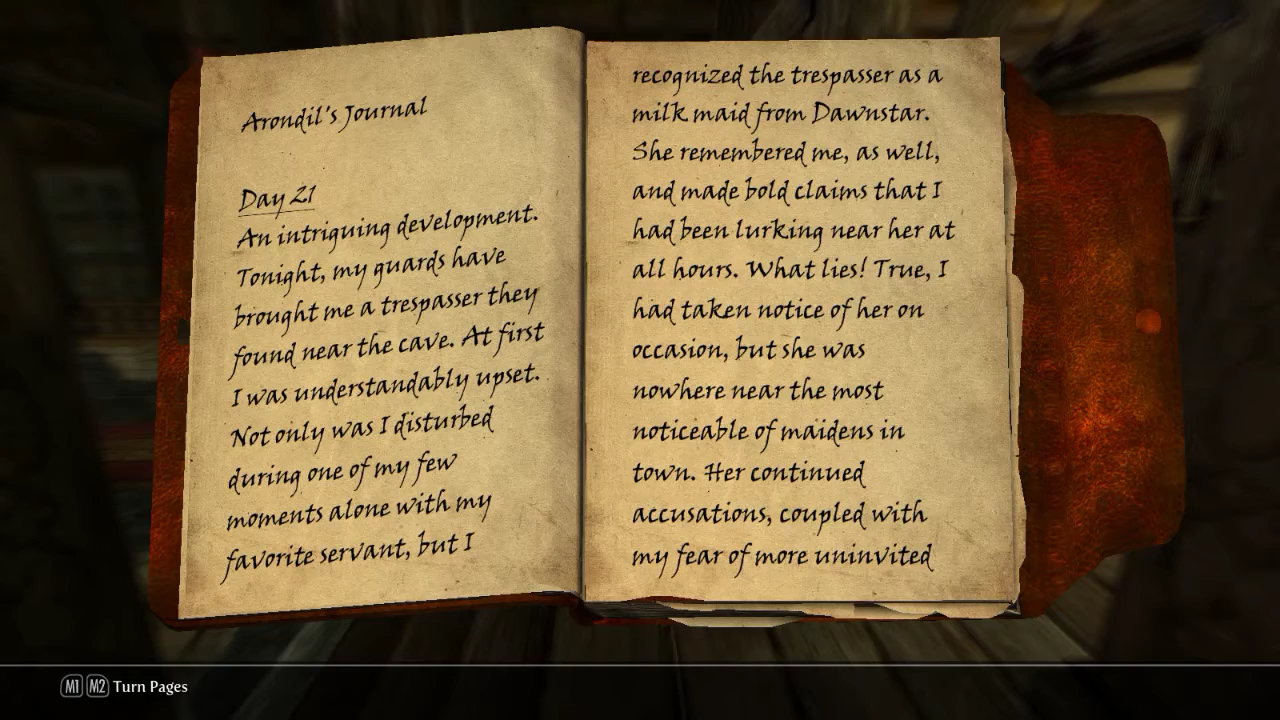 Arondil's Journal
Day 21
An intriguing development.
Tonight, my guards have
brought me a trespasser they
found near the cave. At first
I was understandably upset.
Not only was I disturbed
during one of my few
moments alone with my
favorite servant, but I
recognized the trespasser as a
milk maid from Dawnstar.
She remembered me, as well,
and made bold claims that I
had been lurking near her at
all hours. What lies! True, I
had taken notice of her on
occasion, but she was
nowhere near the most
noticeable of maidens in
town. Her continued
accusations, coupled with
my fear of more uninvited
M1 M2 Turn Pages